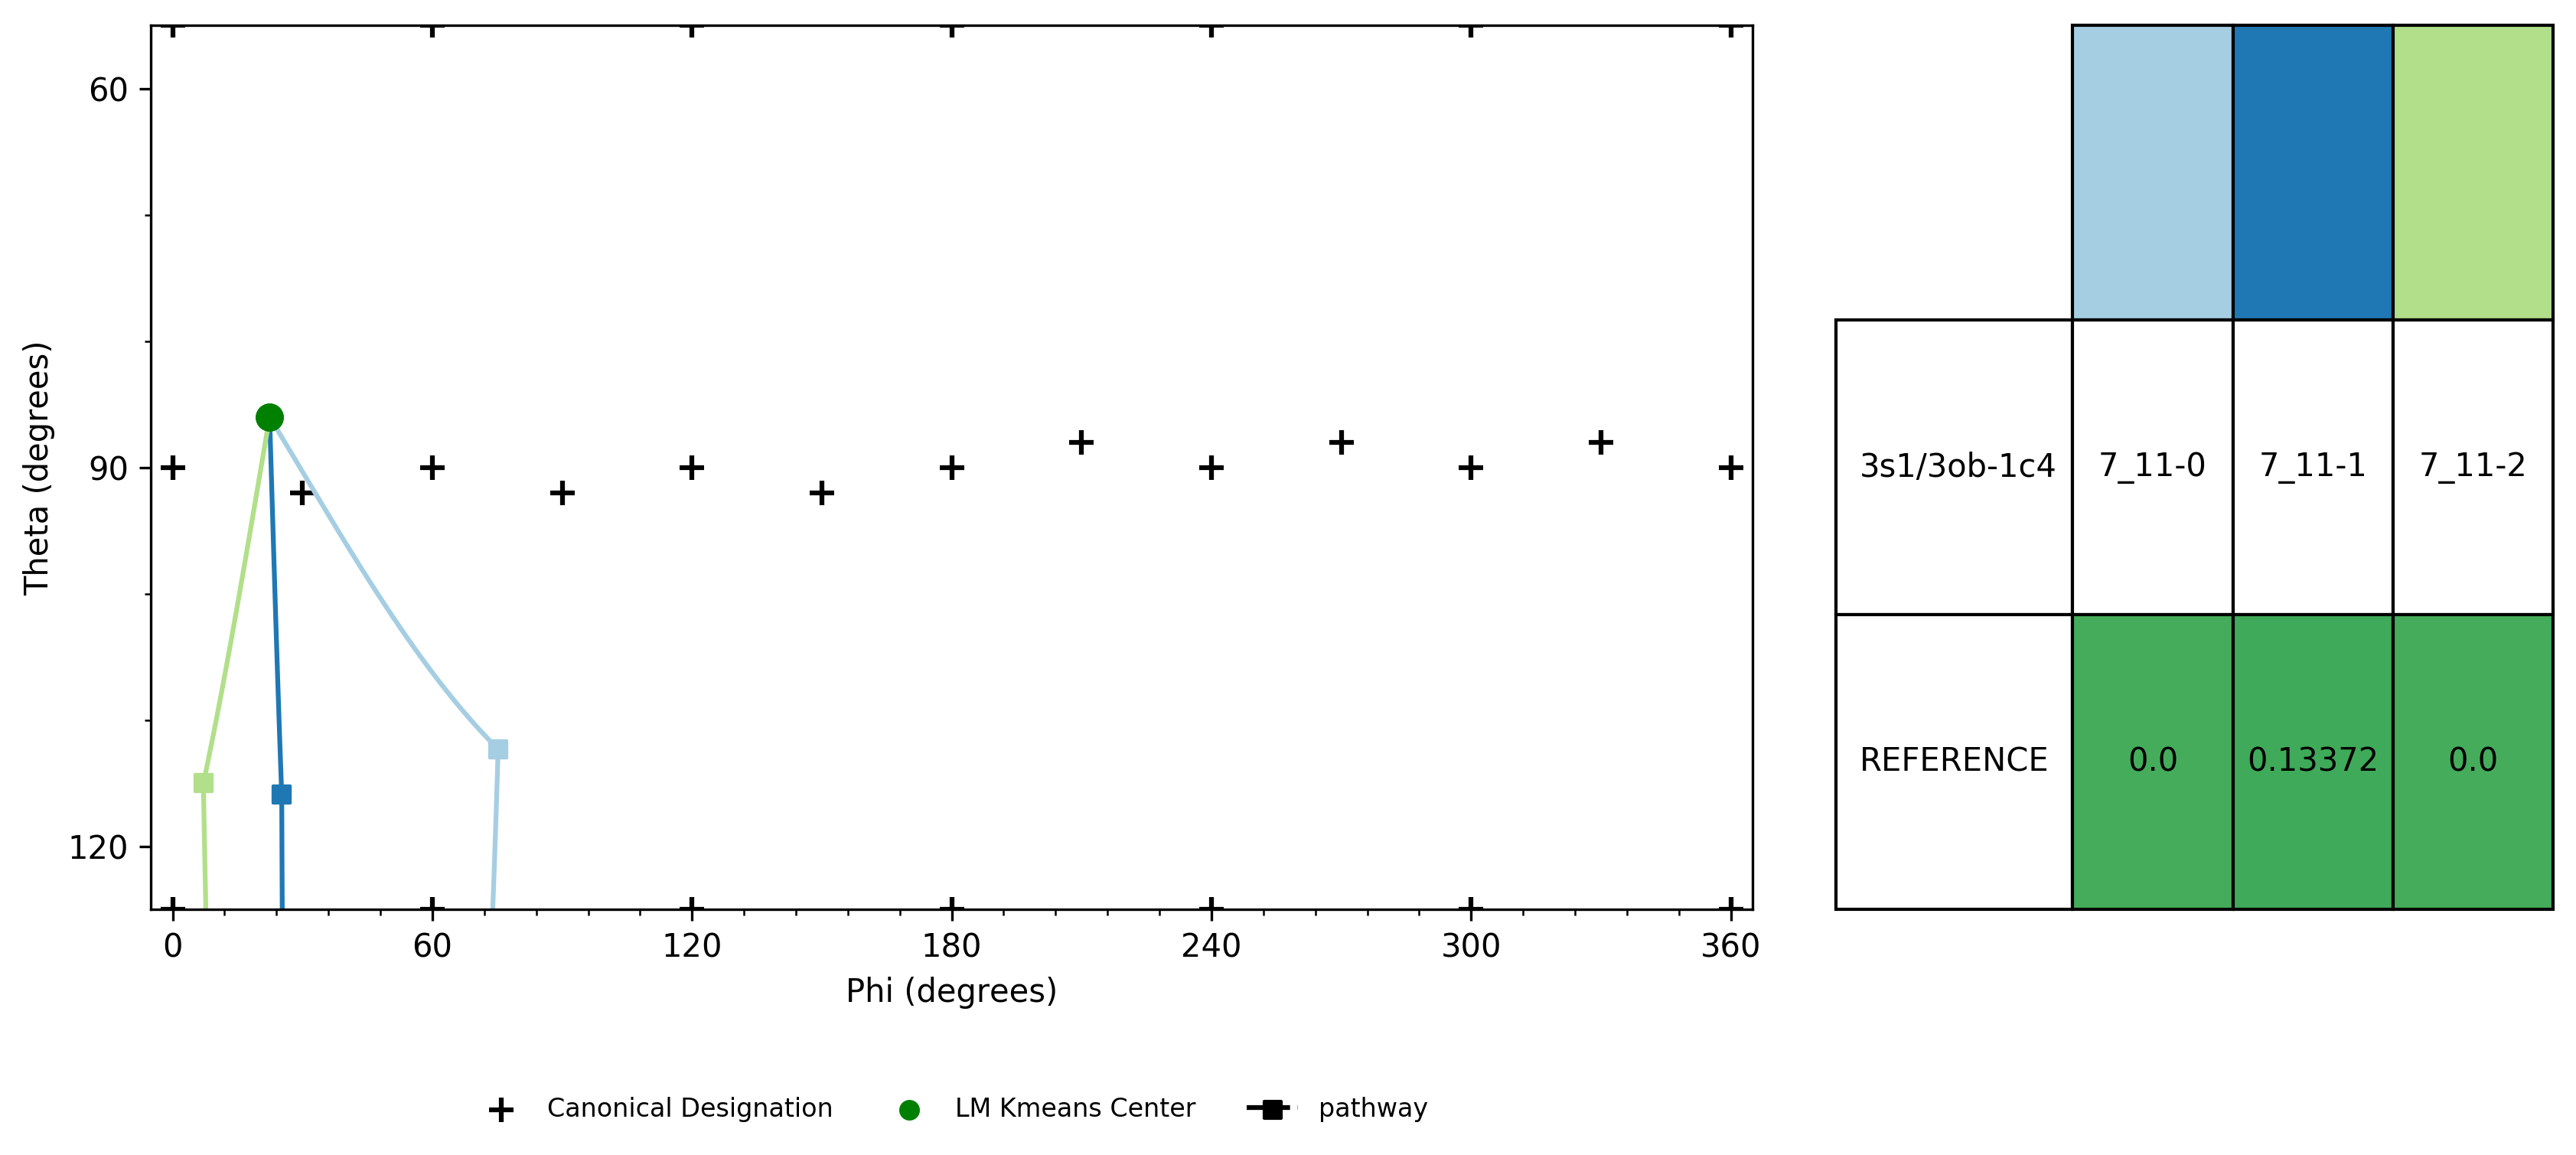 60
90
120
Theta (degrees)
0 60 120 180 240 300 360
Phi (degrees)
Canonical Designation LM Kmeans Center pathway
3s1/3ob-1c4 7_11-0 7_11-1 7_11-2
REFERENCE 0.0 0.13372 0.0